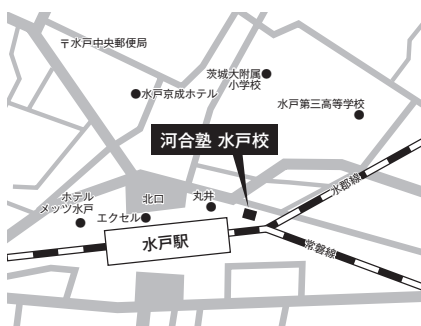 〒水戸中央郵便局
茨城大附属
小学校
水戸京成ホテル
水戸第三高等学校
河合塾 水戸校
水郡線
ホテル
メッツ水戸
北口
丸井
エクセル
水戸駅
常磐線